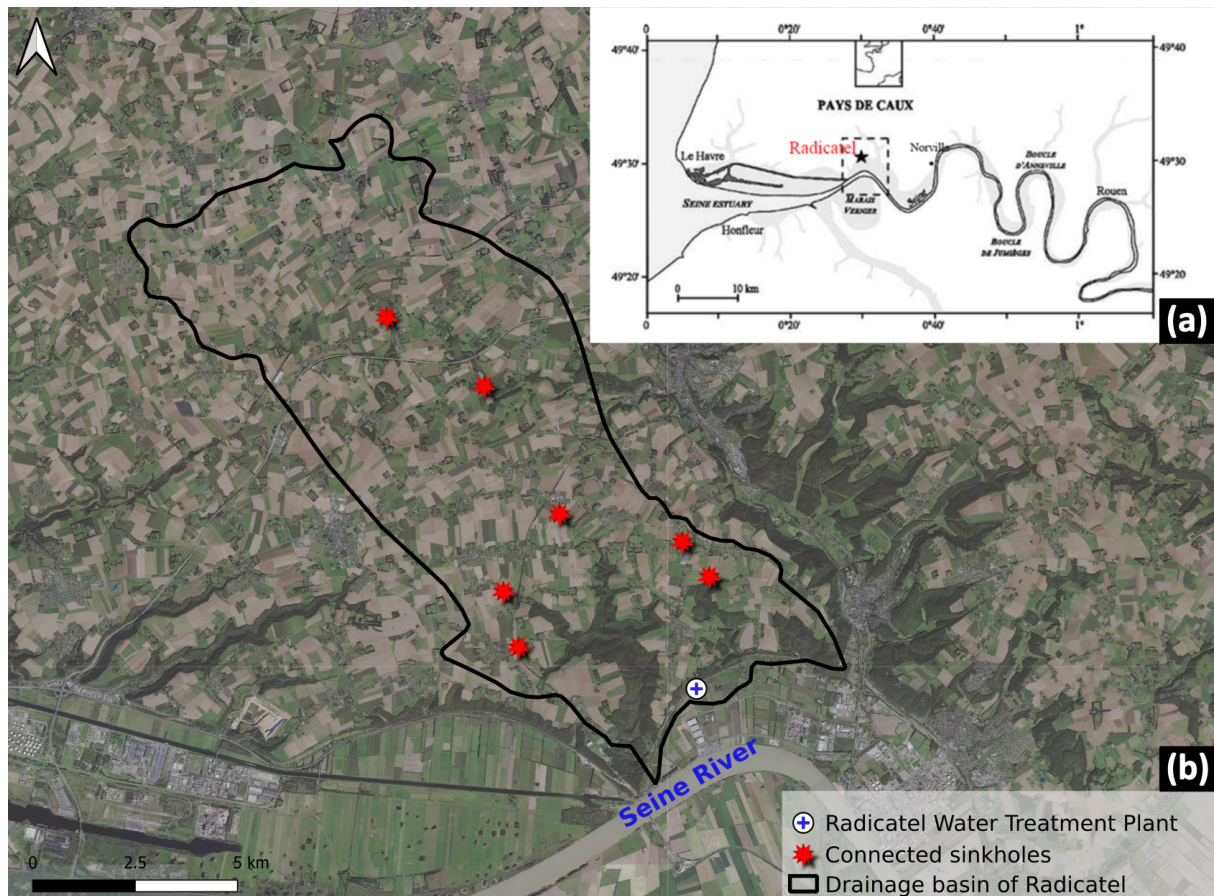 0
0°20'
0°40'
1°
49°40'
49°40
PAYS DE CAUX
Radicatel
Norville
BOUCLE
D'ANNEVILLE
49°30
49°30
Le Havre
Rouen
SEINE ESTUARY
MARAIS
VERNIER
Honfleur
BOUCLE
DE JUMIÈGES
49°20
49°20
0
10 km
0
0°20'
0°40'
1°
(a)
Seine River
(b)
Radicatel Water Treatment Plant
Connected sinkholes
Drainage basin of Radicatel
0
2.5
5 km